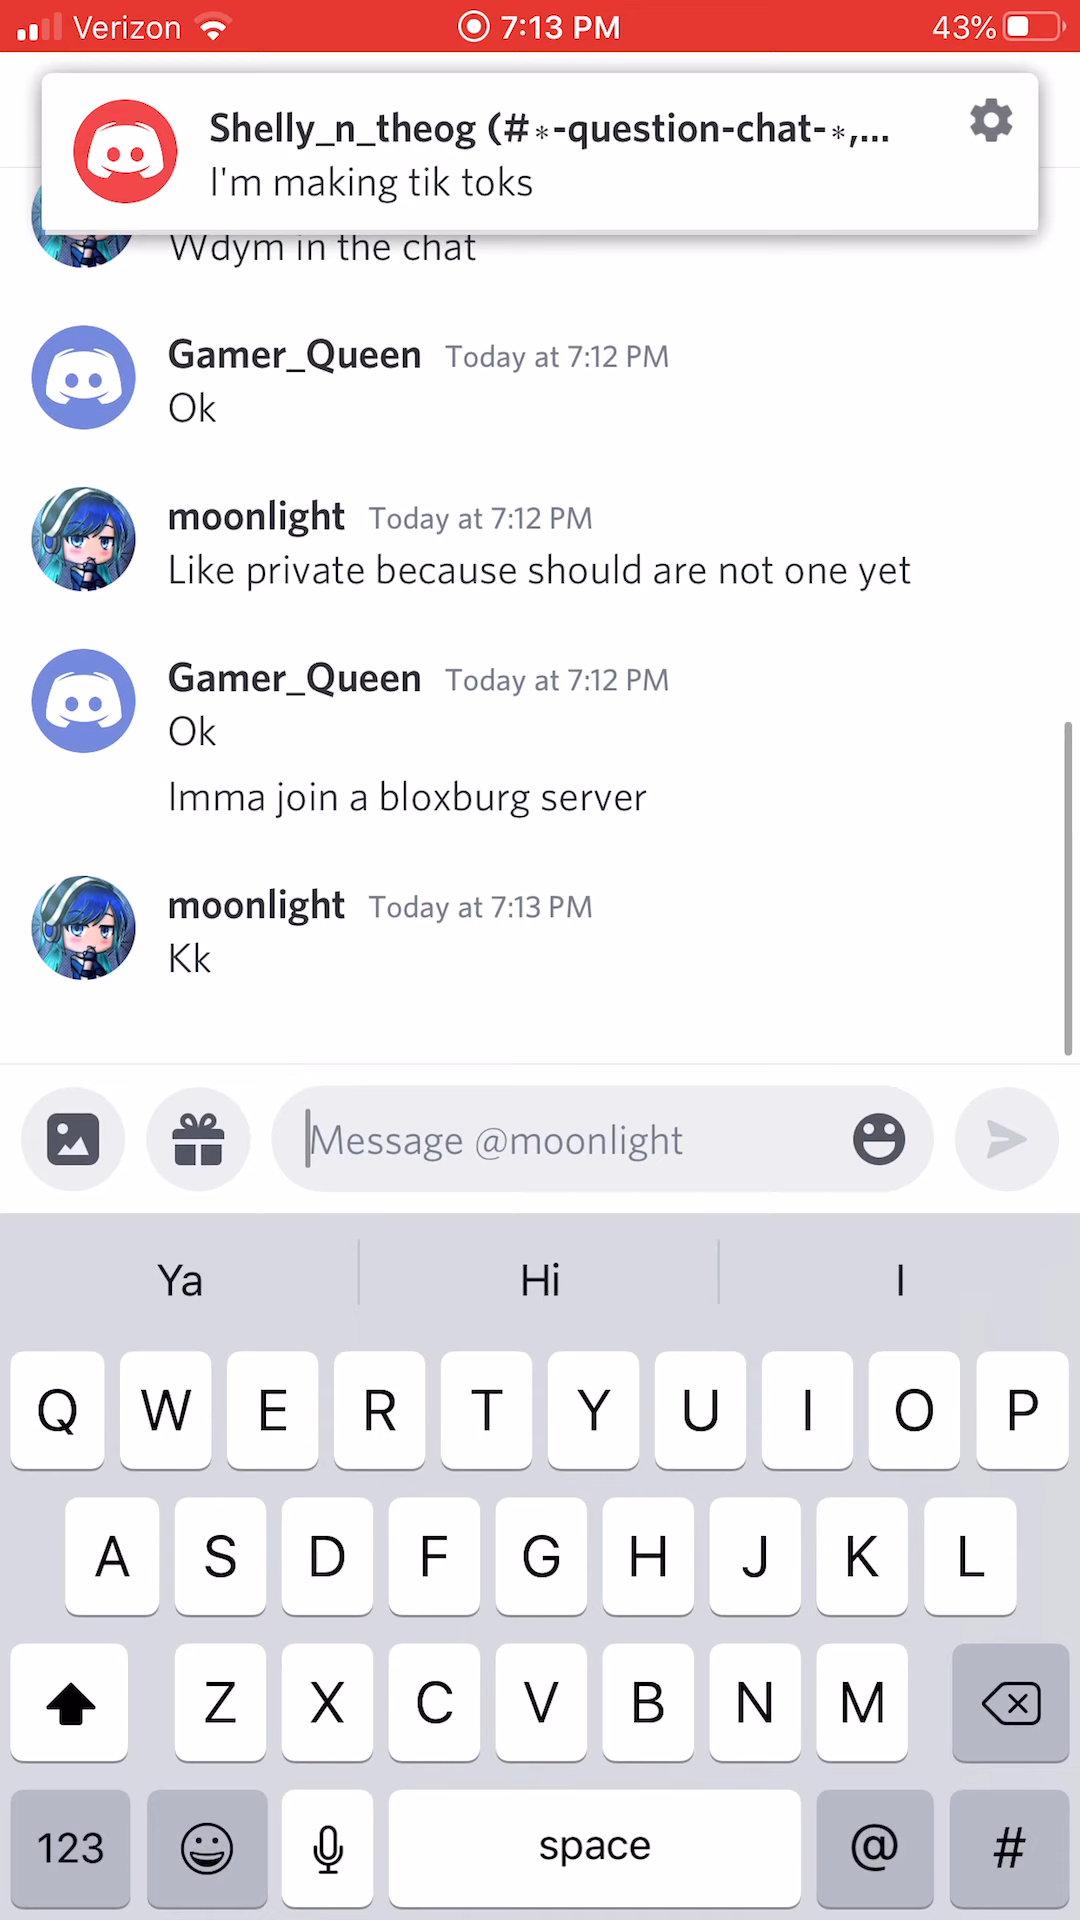 Verizon 7:13 PM 43%
Shelly_n_theog (#*-question-chat-*,...
I'm making tik toks
Wdym in the chat
Gamer_Queen Today at 7:12 PM
Ok
moonlight Today at 7:12 PM
Like private because should are not one yet
Gamer_Queen Today at 7:12 PM
Ok
Imma join a bloxburg server
moonlight Today at 7:13 PM
Kk
Message @moonlight
Ya Hi I
Q W E R T Y U I O P
A S D F G H J K L
Z X C V B N M
123 space @ #